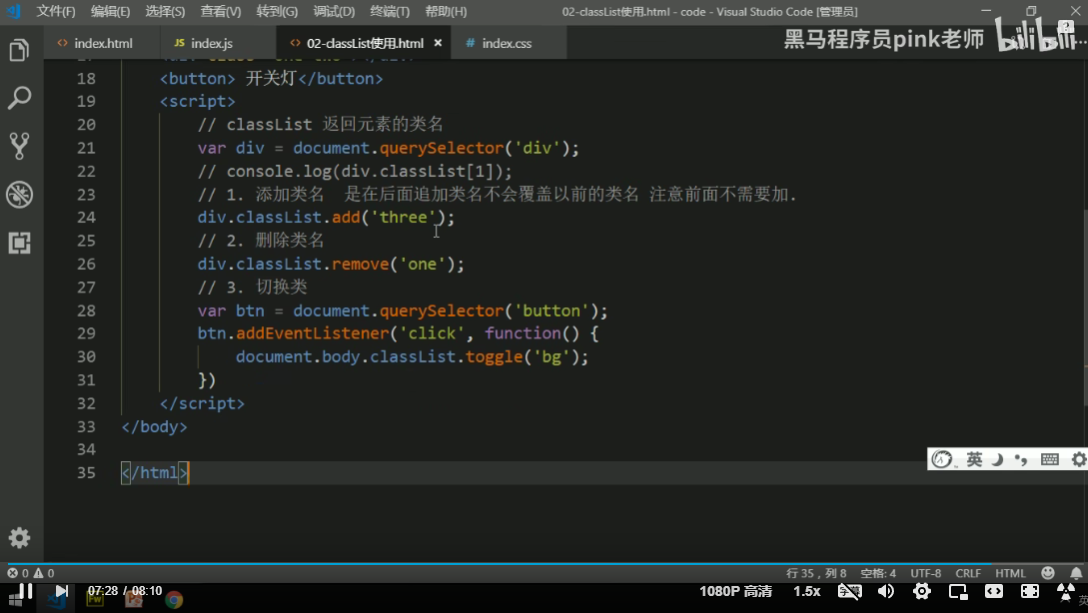 文件(F) 编辑(E) 选择(S) 查看(V) 转到(G) 调试(D) 终端(T) 帮助(H) 02-classList使用.html - code - Visual Studio Code [管理员]
index.html JS index.js 02-classList使用.html × # index.css
黑马程序员pink老师 bilibili
18 <button> 开关灯</button>
19 <script>
20 // classList 返回元素的类名
21 var div = document.querySelector('div');
22 // console.log(div.classList[1]);
23 // 1. 添加类名 是在后面追加类名不会覆盖以前的类名 注意前面不需要加.
24 div.classList.add('three');
25 // 2. 删除类名
26 div.classList.remove('one');
27 // 3. 切换类
28 var btn = document.querySelector('button');
29 btn.addEventListener('click', function() {
30 document.body.classList.toggle('bg');
31 })
32 </script>
33 </body>
34
35 </html>
英
0 0 行 35，列 8 空格: 4 UTF-8 CRLF HTML
07:28 / 08:10 1080P 高清 1.5x 字幕 英